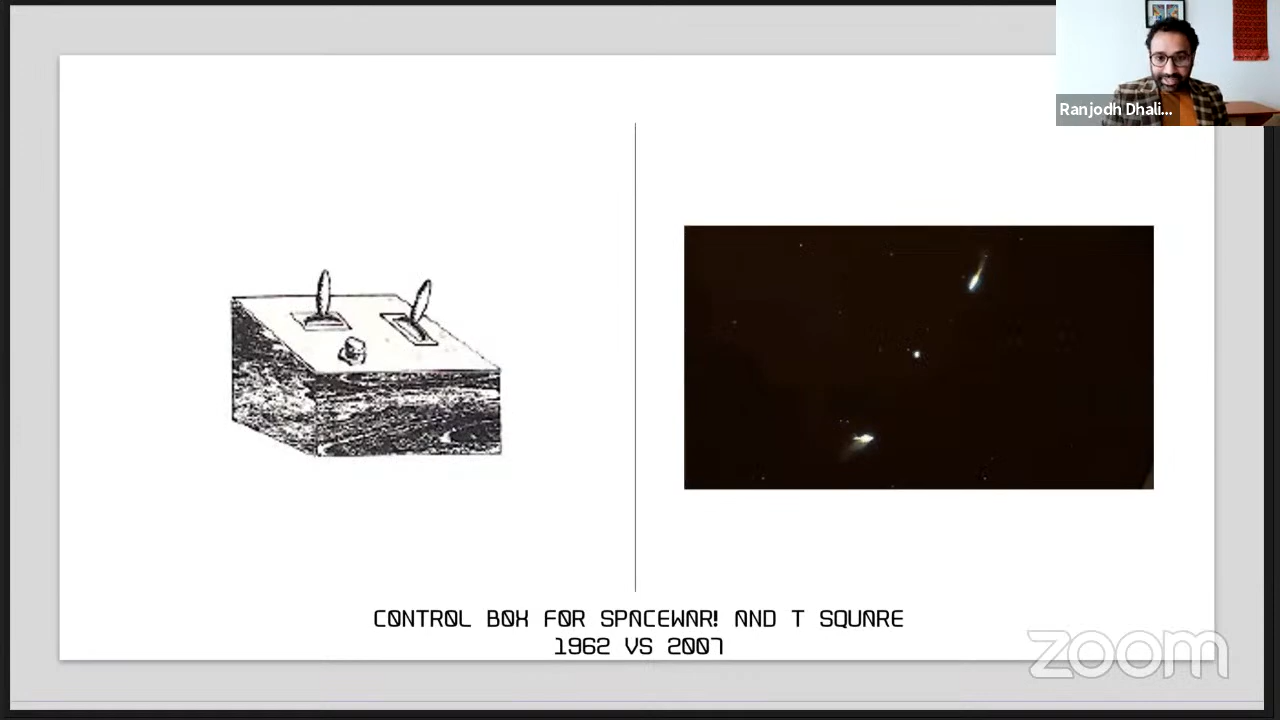 Ranjodh Dhali...
CONTROL BOX FOR SPACEWAR! AND T SQUARE
1962 VS 2007
zoom